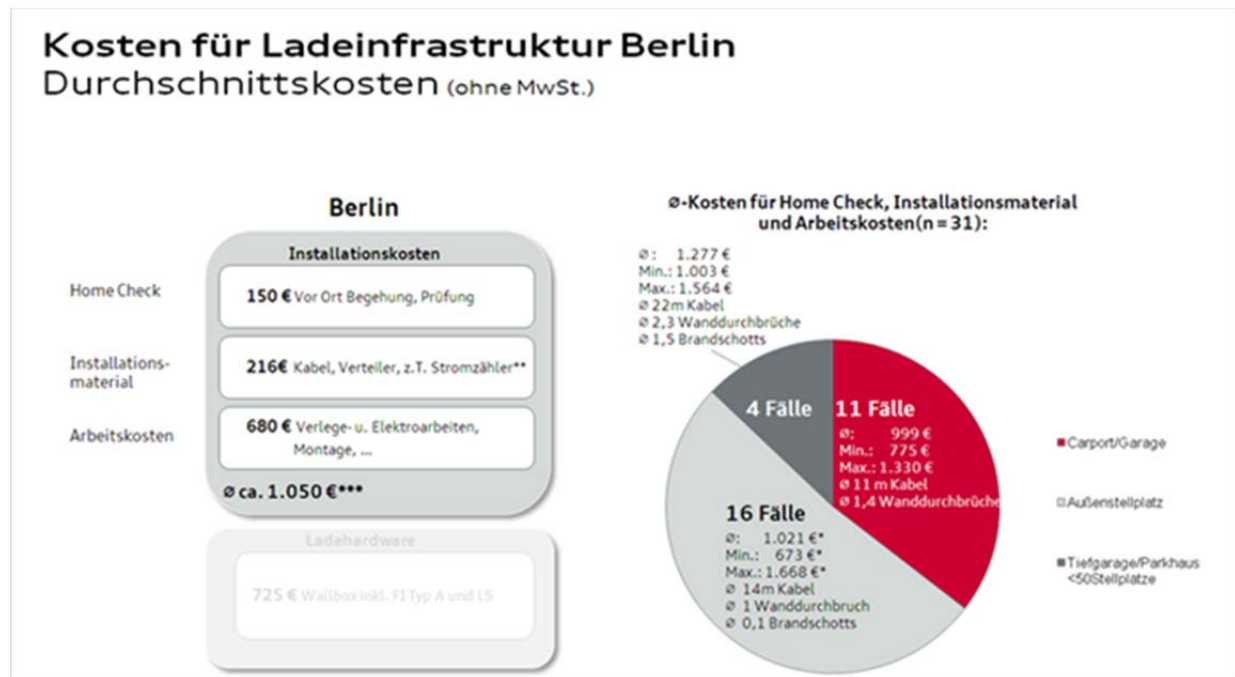 Kosten für Ladeinfrastruktur Berlin
Durchschnittskosten (ohne MwSt.)
Berlin
Installationskosten
Home Check
150 € Vor Ort Begehung, Prüfung
Installations-
material
216€ Kabel, Verteiler, z.T. Stromzähler**
Arbeitskosten
680 € Verlege- u. Elektroarbeiten,
Montage, ...
ø ca. 1.050 €***
Ladehardware
725 € Wallbox inkl. FI Typ A und LS
ø-Kosten für Home Check, Installationsmaterial
und Arbeitskosten(n = 31):
ø: 1.277 €
Min.: 1.003 €
Max.: 1.564 €
ø 22m Kabel
ø 2,3 Wanddurchbrüche
ø 1,5 Brandschotts
4 Fälle
11 Fälle
ø: 999 €
Min.: 775 €
Max.: 1.330 €
ø 11 m Kabel
ø 1,4 Wanddurchbrüche
16 Fälle
ø: 1.021 €*
Min.: 673 €*
Max.: 1.668 €*
ø 14m Kabel
ø 1 Wanddurchbruch
ø 0,1 Brandschotts
Carport/Garage
Außenstellplatz
Tiefgarage/Parkhaus
<50Stellplätze